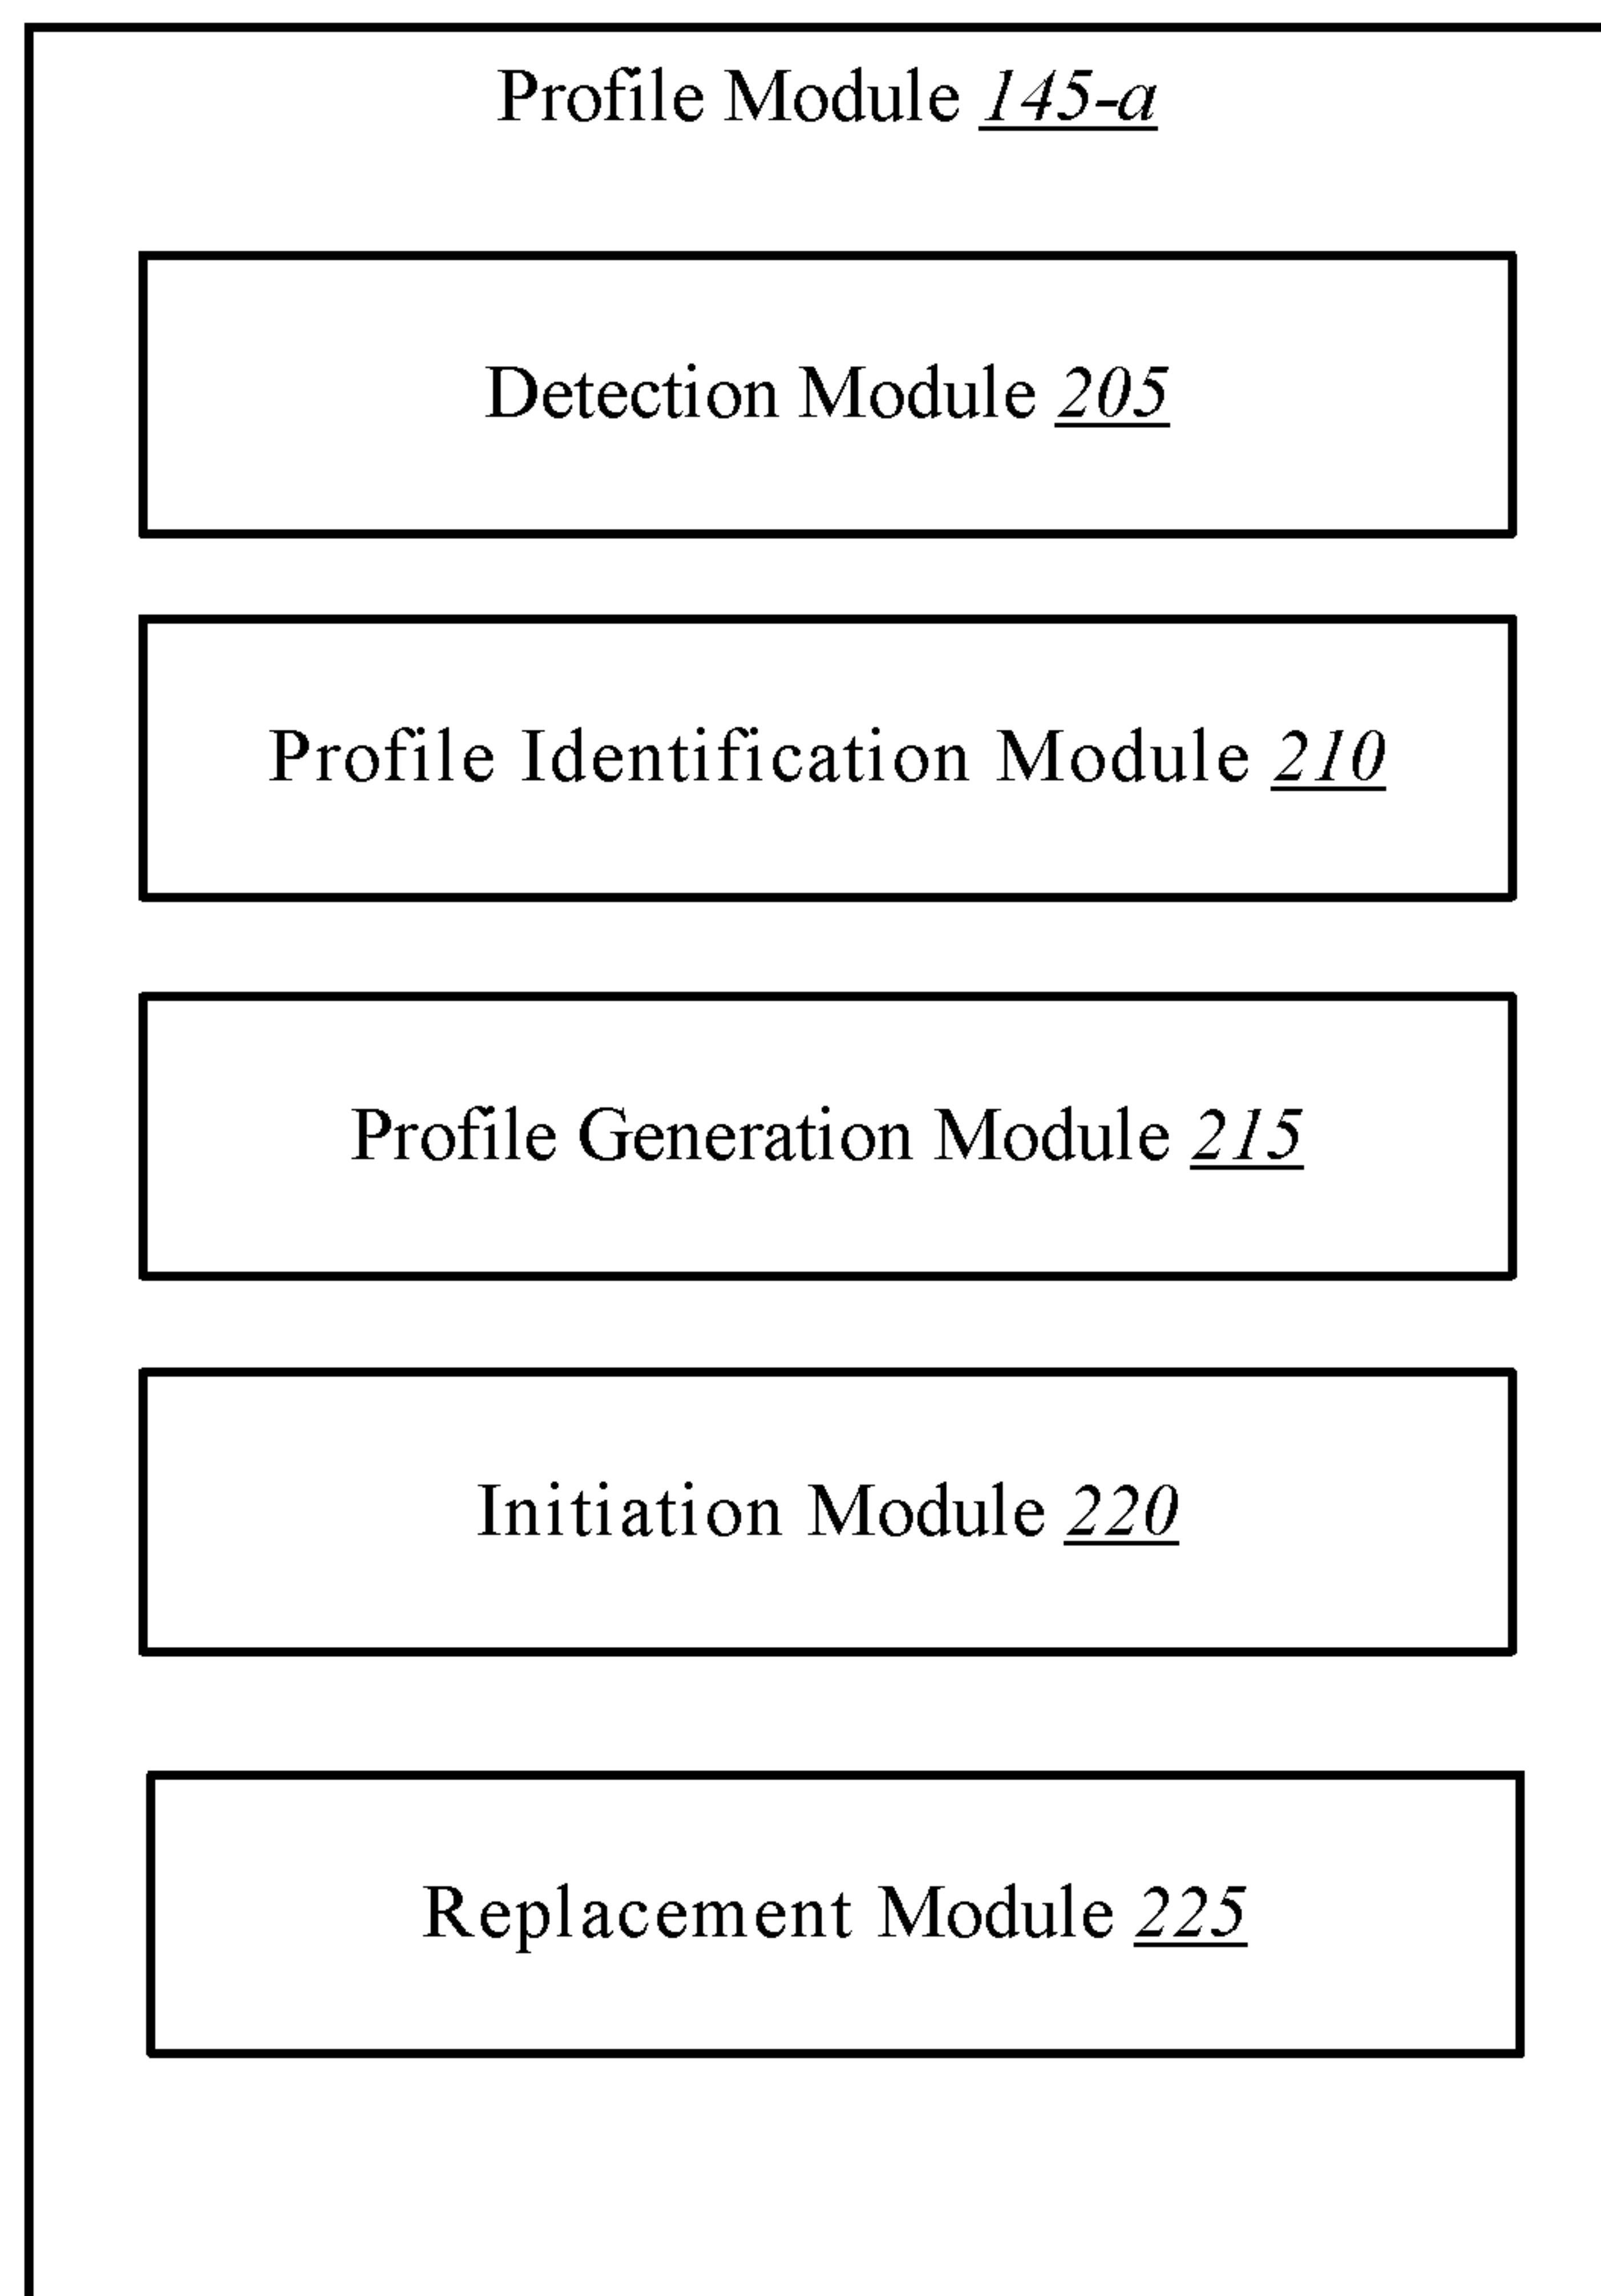 Profile Module 145-a
Detection Module 205
Profile Identification Module 210
Profile Generation Module 215
Initiation Module 220
Replacement Module 225